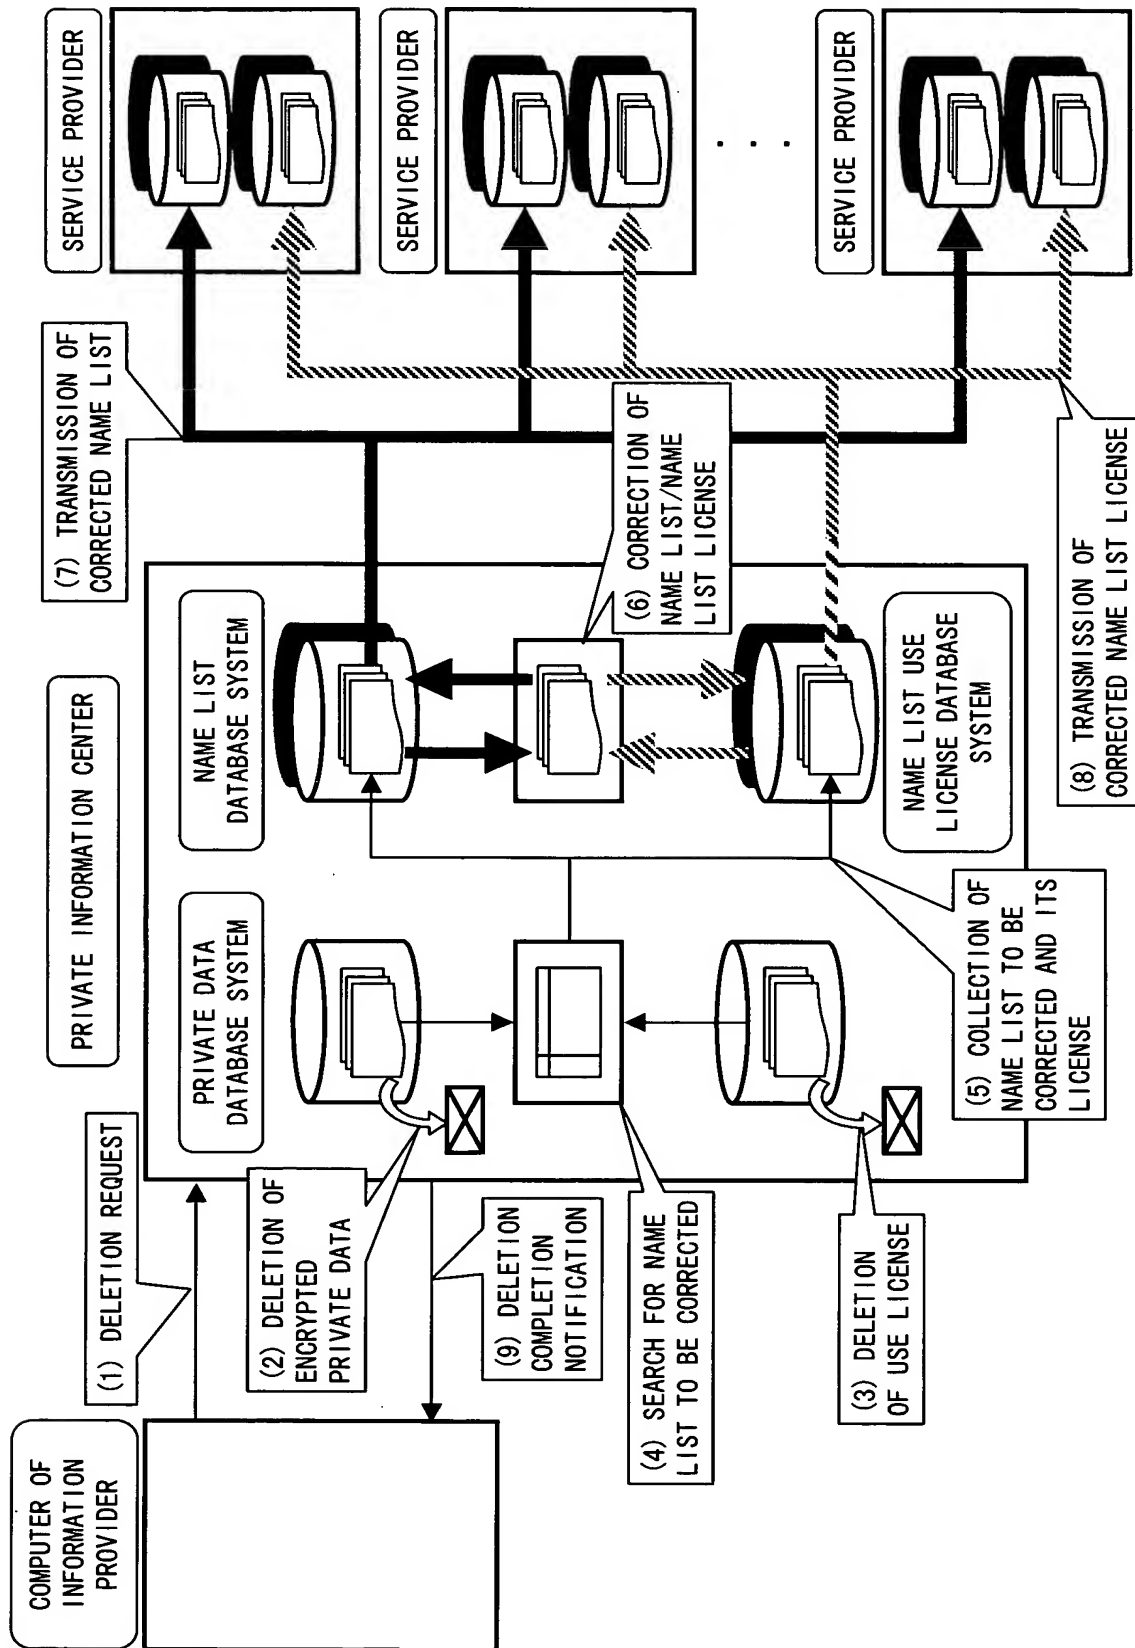 COMPUTER OF
INFORMATION
PROVIDER
(1) DELETION REQUEST
PRIVATE INFORMATION CENTER
PRIVATE DATA
DATABASE SYSTEM
NAME LIST
DATABASE SYSTEM
(7) TRANSMISSION OF
CORRECTED NAME LIST
SERVICE PROVIDER
SERVICE PROVIDER
. . . .
SERVICE PROVIDER
(2) DELETION OF
ENCRYPTED
PRIVATE DATA
(9) DELETION
COMPLETION
NOTIFICATION
(4) SEARCH FOR NAME
LIST TO BE CORRECTED
(6) CORRECTION OF
NAME LIST/NAME
LIST LICENSE
(3) DELETION
OF USE LICENSE
NAME LIST USE
LICENSE DATABASE
SYSTEM
(5) COLLECTION OF
NAME LIST TO BE
CORRECTED AND ITS
LICENSE
(8) TRANSMISSION OF
CORRECTED NAME LIST LICENSE